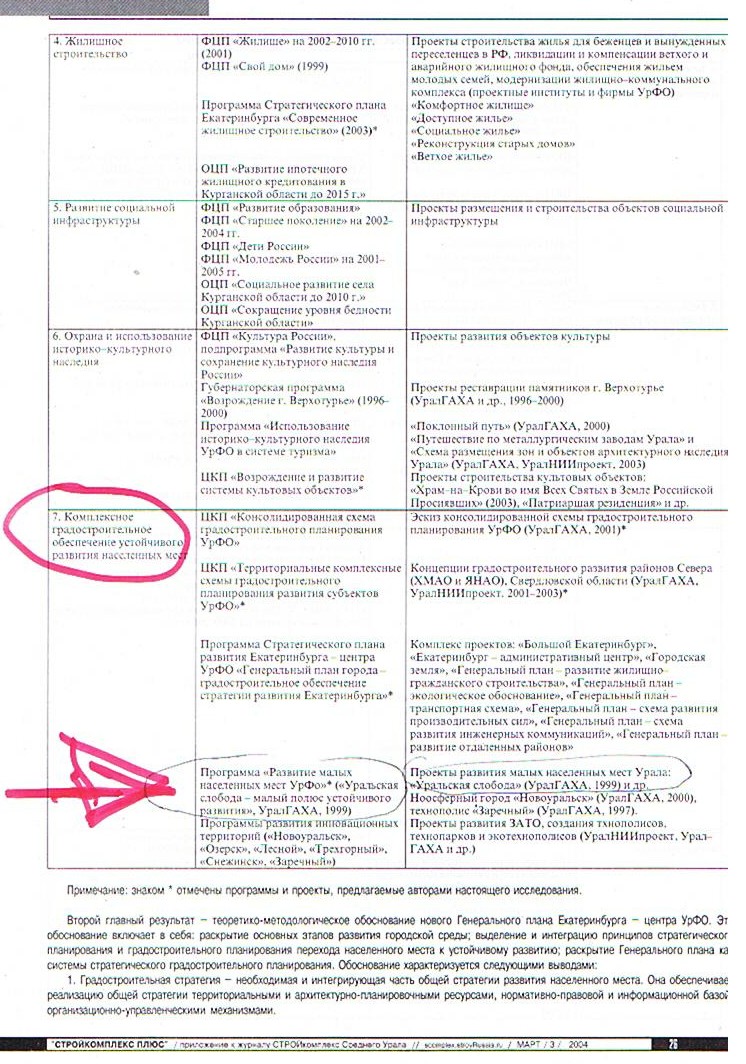 4. Жилищное
строительство
ФЦП «Жилище» на 2002–2010 гг.
(2001)
ФЦП «Свой дом» (1999)
Программа Стратегического плана
Екатеринбурга «Современное
жилищное строительство» (2003)*
ОЦП «Развитие ипотечного
жилищного кредитования в
Курганской области до 2015 г.»
Проекты строительства жилья для беженцев и вынужденных
переселенцев в РФ, ликвидации и компенсации ветхого и
аварийного жилищного фонда, обеспечения жильем
молодых семей, модернизации жилищно–коммунального
комплекса (проектные институты и фирмы УрФО)
«Комфортное жилище»
«Доступное жилье»
«Социальное жилье»
«Реконструкция старых домов»
«Ветхое жилье»
5. Развитие социальной
инфраструктуры
ФЦП «Развитие образования»
ФЦП «Старшее поколение» на 2002–
2004 гг.
ФЦП «Дети России»
ФЦП «Молодежь России» на 2001–
2005 гг.
ОЦП «Социальное развитие села
Курганской области до 2010 г.»
ОЦП «Сокращение уровня бедности
Курганской области»
Проекты размещения и строительства объектов социальной
инфраструктуры
6. Охрана и использование
историко–культурного
наследия
ФЦП «Культура России»,
подпрограмма «Развитие культуры и
сохранение культурного наследия
России»
Губернаторская программа
«Возрождение г. Верхотурье» (1996–
2000)
Программа «Использование
историко–культурного наследия
УрФО в системе туризма»
ЦКП «Возрождение и развитие
системы культовых объектов»*
Проекты развития объектов культуры
Проекты реставрации памятников г. Верхотурье
(УралГАХА и др., 1996–2000)
«Поклонный путь» (УралГАХА, 2000)
«Путешествие по металлургическим заводам Урала» и
«Схема размещения зон и объектов архитектурного наследия
Урала» (УралГАХА, УралНИИпроект, 2003)
Проекты строительства культовых объектов:
«Храм–на–Крови во имя Всех Святых в Земле Российской
Просиявших» (2003), «Патриаршая резиденция» и др.
7. Комплексное
градостроительное
обеспечение устойчивого
развития населенных мест
ЦКП «Консолидированная схема
градостроительного планирования
УрФО»
ЦКП «Территориальные комплексные
схемы градостроительного
планирования развития субъектов
УрФО»*
Программа Стратегического плана
развития Екатеринбурга – центра
УрФО «Генеральный план города –
градостроительное обеспечение
стратегии развития Екатеринбурга»*
Программа «Развитие малых
населенных мест УрФо»* («Уральская
слобода – малый полюс устойчивого
развития», УралГАХА, 1999)
Программы развития инновационных
территорий («Новоуральск»,
«Озерск», «Лесной», «Трехгорный»,
«Снежинск», «Заречный»)
Эскиз консолидированной схемы градостроительного
планирования УрФО (УралГАХА, 2001)*
Концепции градостроительного развития районов Севера
(ХМАО и ЯНАО), Свердловской области (УралГАХА,
УралНИИпроект, 2001–2003)*
Комплекс проектов: «Большой Екатеринбург»,
«Екатеринбург – административный центр», «Городская
земля», «Генеральный план – развитие жилищно–
гражданского строительства», «Генеральный план –
экологическое обоснование», «Генеральный план –
транспортная схема», «Генеральный план – схема развития
производительных сил», «Генеральный план – схема
развития инженерных коммуникаций», «Генеральный план –
развитие отдаленных районов»
Проекты развития малых населенных мест Урала:
«Уральская слобода» (УралГАХА, 1999) и др.
Ноосферный город «Новоуральск» (УралГАХА, 2000),
технополис «Заречный» (УралГАХА, 1997).
Проекты развития ЗАТО, создания технополисов,
технопарков и экотехнополисов (УралНИИпроект, Урал–
ГАХА и др.)
Примечание: знаком * отмечены программы и проекты, предлагаемые авторами настоящего исследования.
Второй главный результат – теоретико-методологическое обоснование нового Генерального плана Екатеринбурга – центра УрФО. Эт
обоснование включает в себя: раскрытие основных этапов развития городской среды; выделение и интеграцию принципов стратегическог
планирования и градостроительного планирования перехода населенного места к устойчивому развитию; раскрытие Генерального плана ка
системы стратегического градостроительного планирования. Обоснование характеризуется следующими выводами:
1. Градостроительная стратегия – необходимая и интегрирующая часть общей стратегии развития населенного места. Она обеспечивае
реализацию общей стратегии территориальными и архитектурно-планировочными ресурсами, нормативно-правовой и информационной базой
организационно-управленческими механизмами.
"СТРОЙКОМПЛЕКС ПЛЮС" / приложение к журналу СТРОЙкомплекс Среднего Урала // scomplex.stroyRussia.ru / МАРТ / 3 / 2004 25